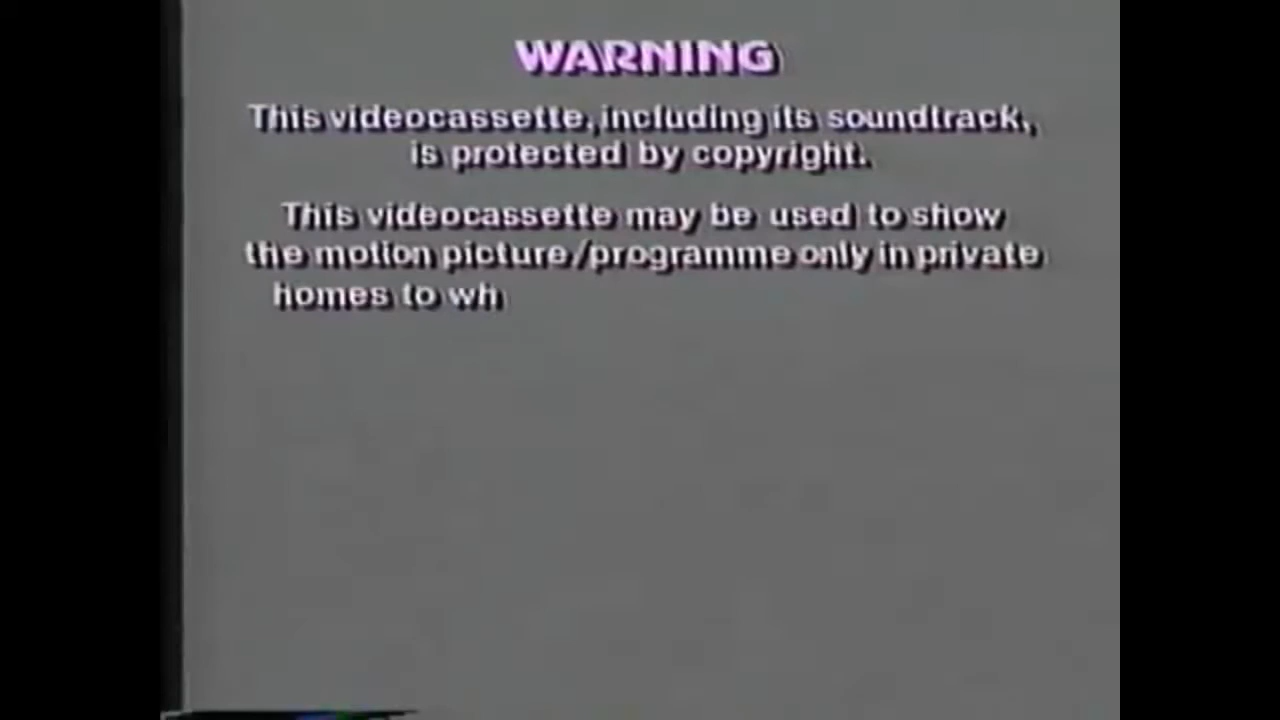 WARNING
This videocassette, including its soundtrack,
is protected by copyright.
This videocassette may be used to show
the motion picture/programme only in private
homes to wh